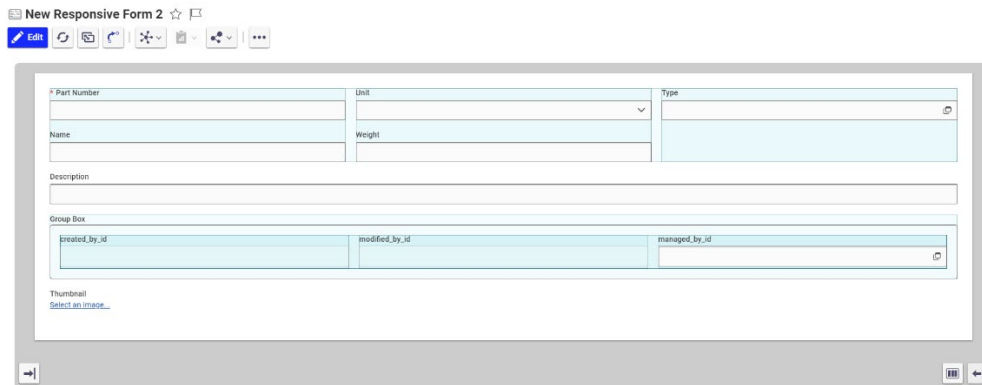 New Responsive Form 2
Edit
* Part Number Unit Type
Name Weight
Description
Group Box
created_by_id modified_by_id managed_by_id
Thumbnail
Select an image...